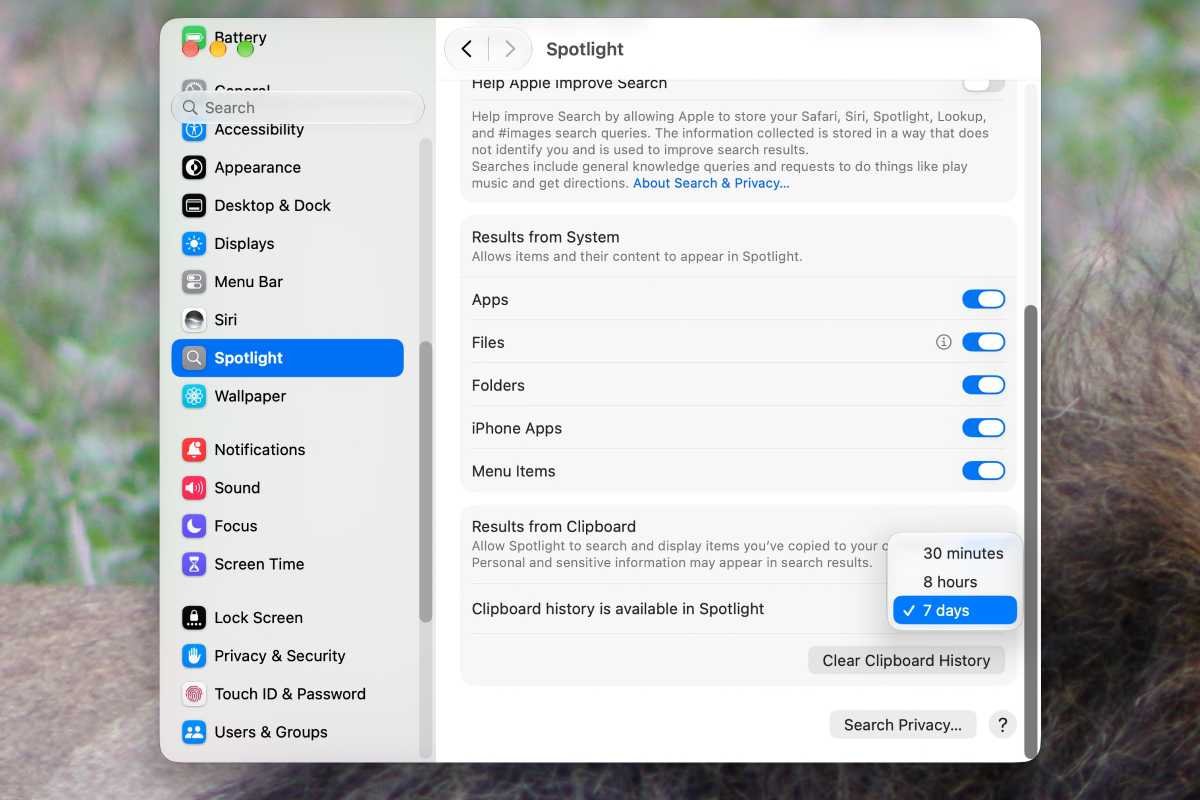 Battery
General
Search
Accessibility
Appearance
Desktop & Dock
Displays
Menu Bar
Siri
Spotlight
Wallpaper
Notifications
Sound
Focus
Screen Time
Lock Screen
Privacy & Security
Touch ID & Password
Users & Groups
Spotlight
Help Apple Improve Search
Help improve Search by allowing Apple to store your Safari, Siri, Spotlight, Lookup,
and #images search queries. The information collected is stored in a way that does
not identify you and is used to improve search results.
Searches include general knowledge queries and requests to do things like play
music and get directions. About Search & Privacy...
Results from System
Allows items and their content to appear in Spotlight.
Apps
Files
Folders
iPhone Apps
Menu Items
Results from Clipboard
Allow Spotlight to search and display items you've copied to your
Personal and sensitive information may appear in search results.
Clipboard history is available in Spotlight
30 minutes
8 hours
✓ 7 days
Clear Clipboard History
Search Privacy...
?